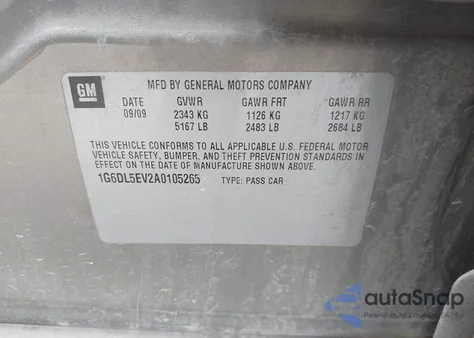 GM
MFD BY GENERAL MOTORS COMPANY
DATE GVWR GAWR FRT GAWR RR
09/09 2343 KG 1126 KG 1217 KG
5167 LB 2483 LB 2684 LB
THIS VEHICLE CONFORMS TO ALL APPLICABLE U.S. FEDERAL MOTOR
VEHICLE SAFETY, BUMPER, AND THEFT PREVENTION STANDARDS
IN EFFECT ON THE DATE OF MANUFACTURE SHOWN ABOVE.
1G6DL5EV2A0105265 TYPE: PASS CAR
autoSnap
Powered